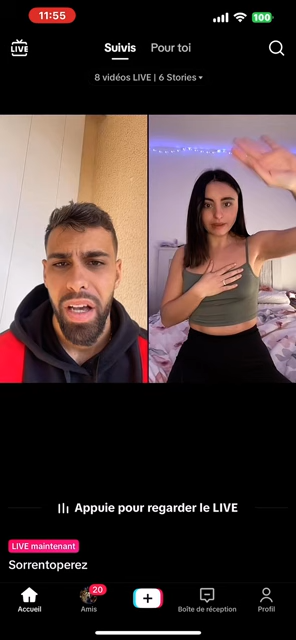 11:55
100
LIVE
Suivis Pour toi
8 vidéos LIVE | 6 Stories
Appuie pour regarder le LIVE
LIVE maintenant
Sorrentoperez
20
Accueil Amis Boîte de réception Profil